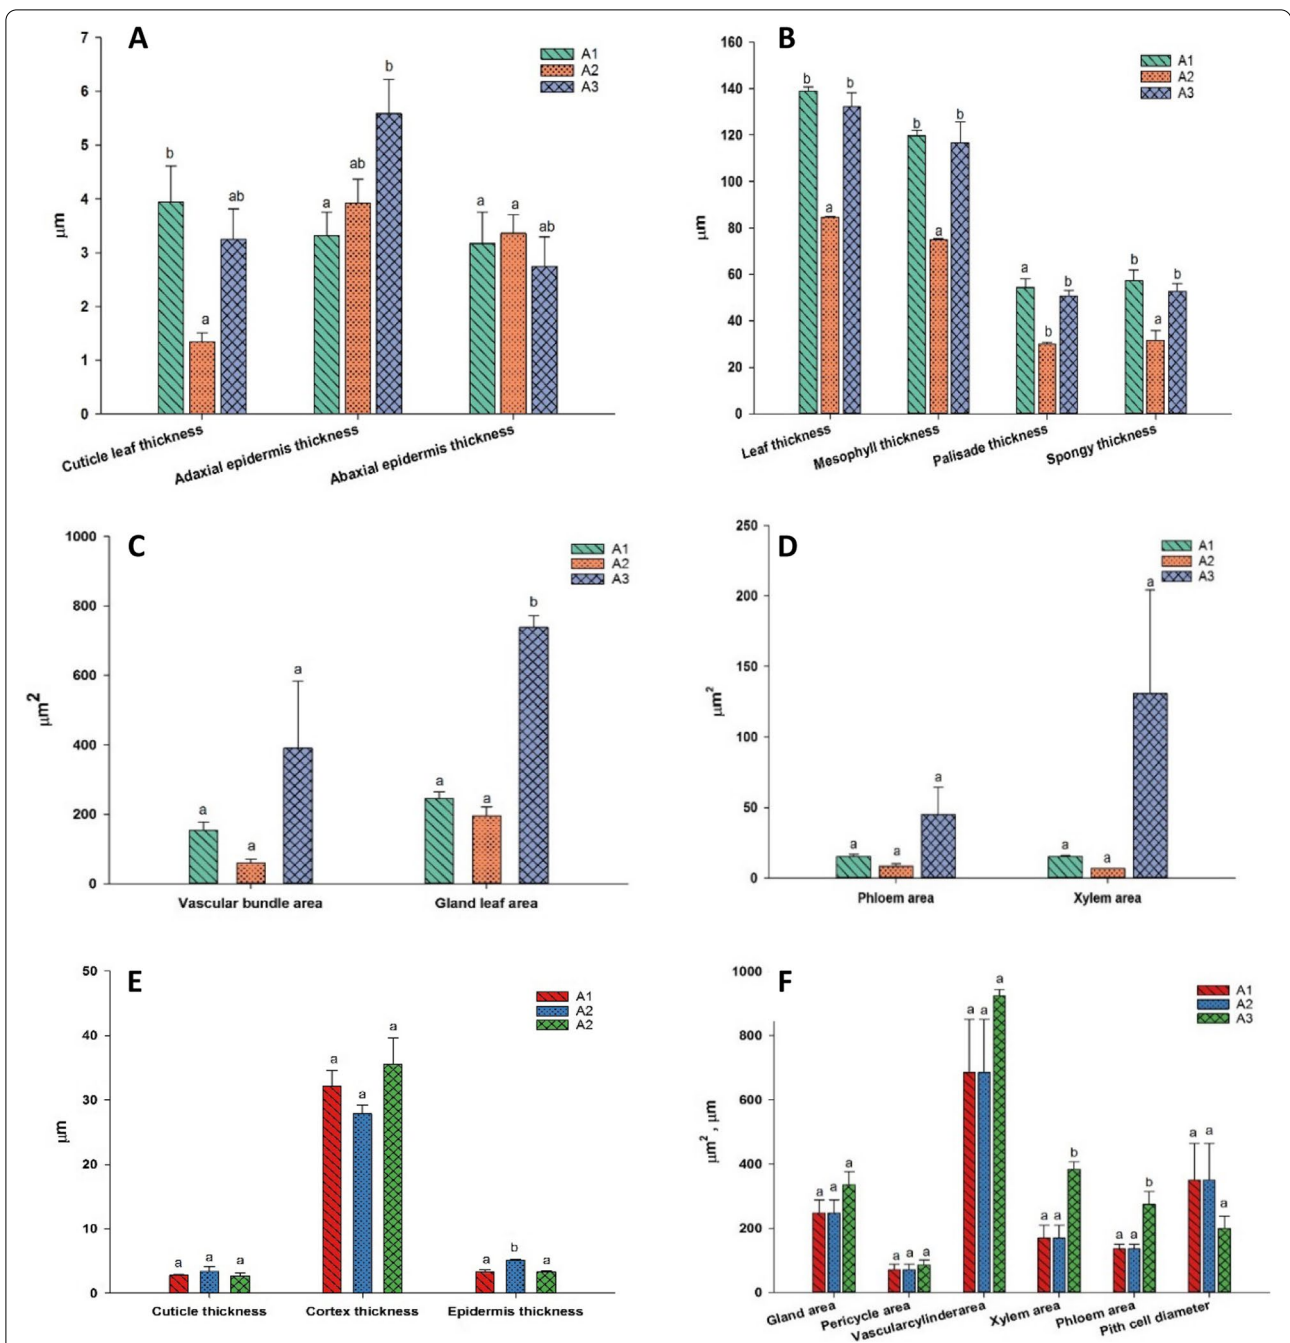 A
7
6
5
4
3
2
1
0
μm
A1
A2
A3
b
a
ab
a
ab
b
a
a
ab
Cuticle leaf thickness
Adaxial epidermis thickness
Abaxial epidermis thickness
B
160
140
120
100
80
60
40
20
0
μm
A1
A2
A3
b
a
b
b
a
b
a
b
b
b
a
b
Leaf thickness
Mesophyll thickness
Palisade thickness
Spongy thickness
C
1000
800
600
400
200
0
μm²
A1
A2
A3
a
a
a
a
a
b
Vascular bundle area
Gland leaf area
D
250
200
150
100
50
0
μm²
A1
A2
A3
a
a
a
a
a
a
Phloem area
Xylem area
E
50
40
30
20
10
0
μm
A1
A2
A2
a
a
a
a
a
a
a
b
a
Cuticle thickness
Cortex thickness
Epidermis thickness
F
1000
800
600
400
200
0
μm² , μm
A1
A2
A3
a
a
a
a
a
a
a
a
a
a
a
b
a
a
b
a
a
a
Gland area
Pericycle area
Vascularcylinderarea
Xylem area
Phloem area
Pith cell diameter